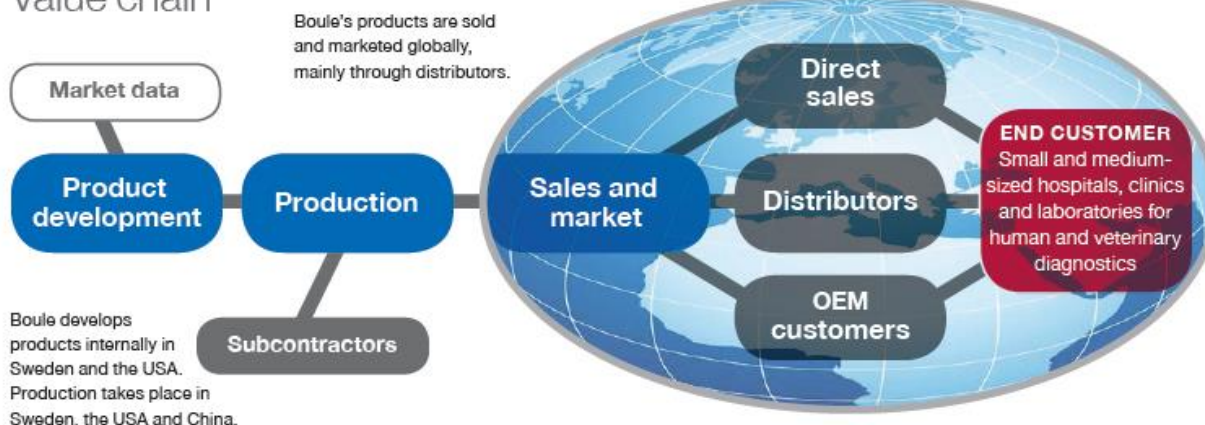 Value chain
Boule's products are sold
and marketed globally,
mainly through distributors.
Market data
Product
development
Production
Sales and
market
Direct
sales
Distributors
OEM
customers
END CUSTOMER
Small and medium-
sized hospitals, clinics
and laboratories for
human and veterinary
diagnostics
Subcontractors
Boule develops
products internally in
Sweden and the USA.
Production takes place in
Sweden, the USA and China.